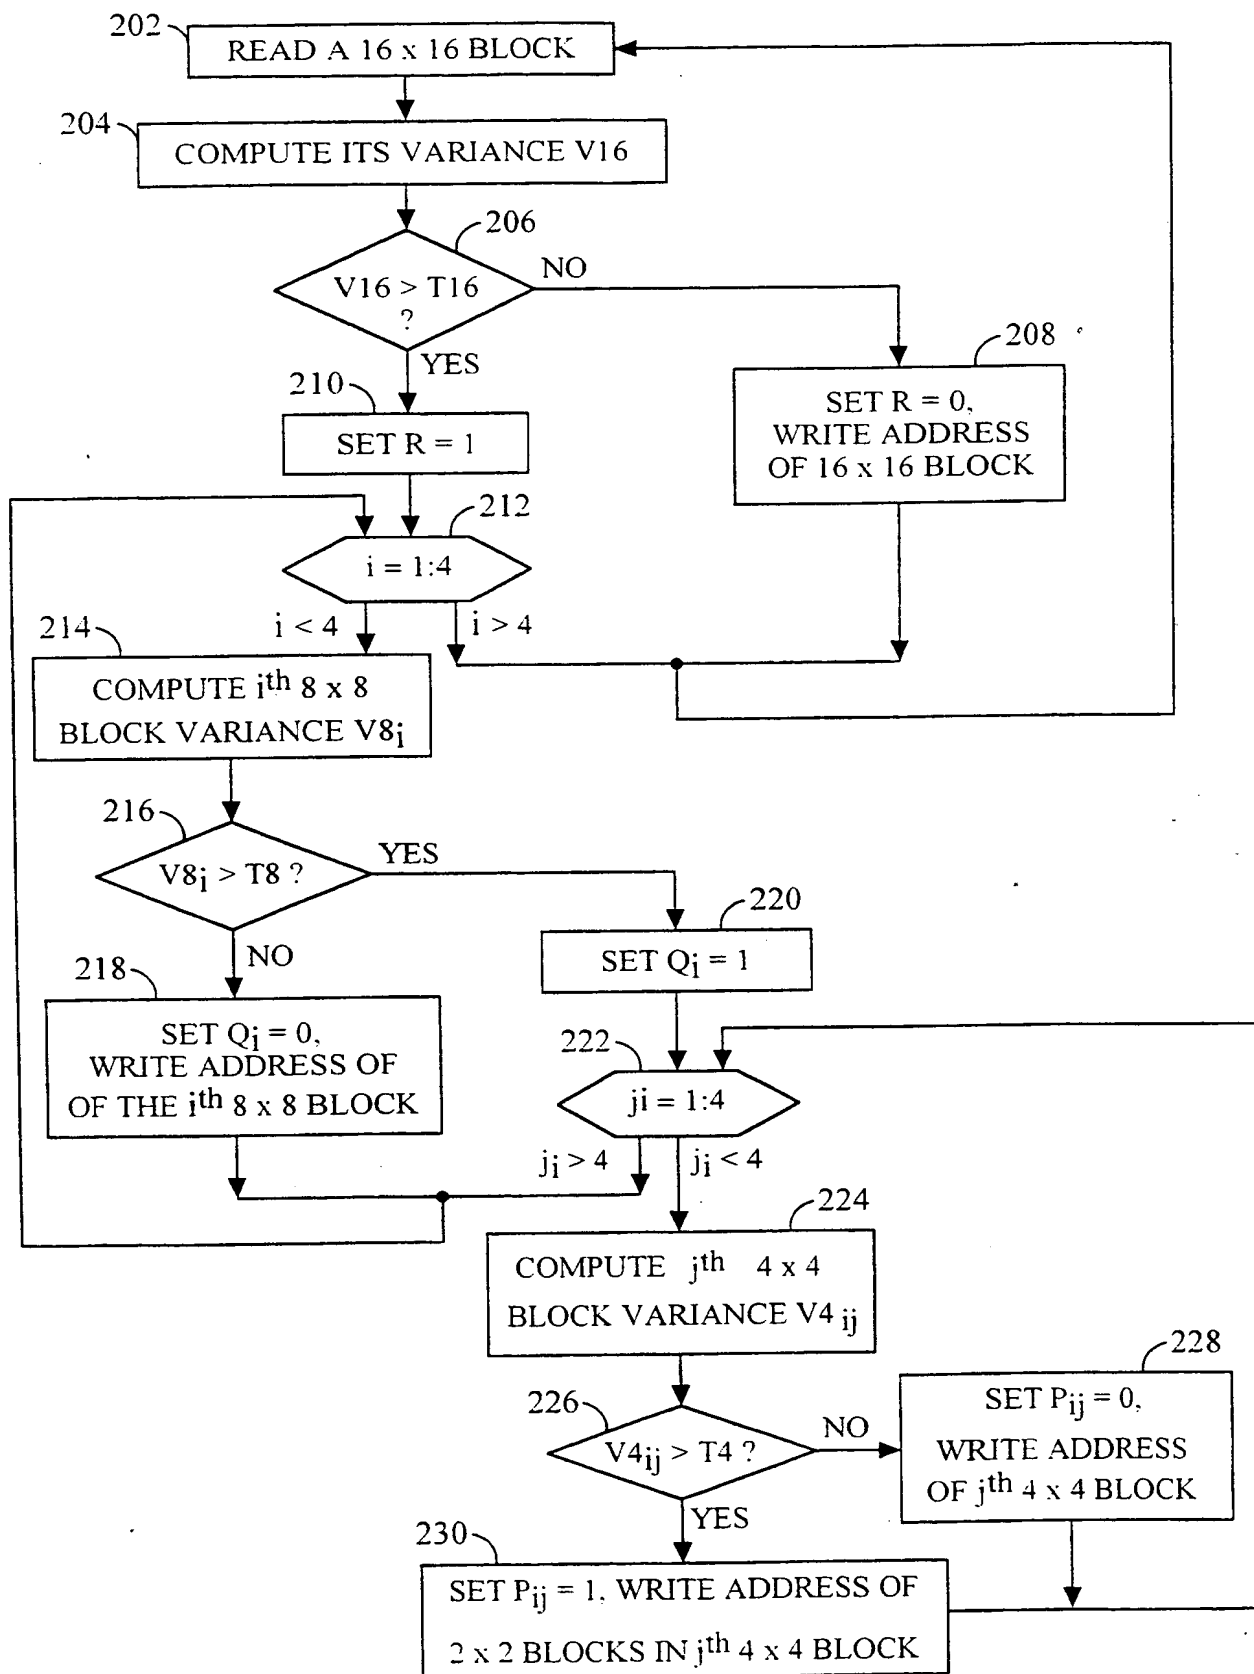 202
READ A 16 x 16 BLOCK
204
COMPUTE ITS VARIANCE V16
206
V16 > T16
?
NO
YES
208
SET R = 0,
WRITE ADDRESS
OF 16 x 16 BLOCK
210
SET R = 1
212
i = 1:4
i < 4
i > 4
214
COMPUTE ith 8 x 8
BLOCK VARIANCE V8i
216
V8i > T8 ?
YES
NO
218
SET Qi = 0,
WRITE ADDRESS OF
OF THE ith 8 x 8 BLOCK
220
SET Qi = 1
222
ji = 1:4
ji > 4
ji < 4
224
COMPUTE jth 4 x 4
BLOCK VARIANCE V4 ij
226
V4ij > T4 ?
NO
YES
228
SET Pij = 0,
WRITE ADDRESS
OF jth 4 x 4 BLOCK
230
SET Pij = 1, WRITE ADDRESS OF
2 x 2 BLOCKS IN jth 4 x 4 BLOCK